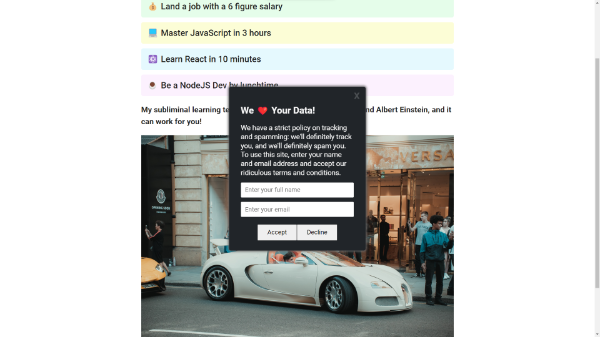 Land a job with a 6 figure salary
Master JavaScript in 3 hours
Learn React in 10 minutes
Be a NodeJS Dev by lunchtime
My subliminal learning te
nd Albert Einstein, and it
can work for you!
X
We ❤️ Your Data!
We have a strict policy on tracking
and spamming: we'll definitely track
you, and we'll definitely spam you.
To use this site, enter your name
and email address and accept our
ridiculous terms and conditions.
Enter your full name
Enter your email
Accept
Decline
VERSA